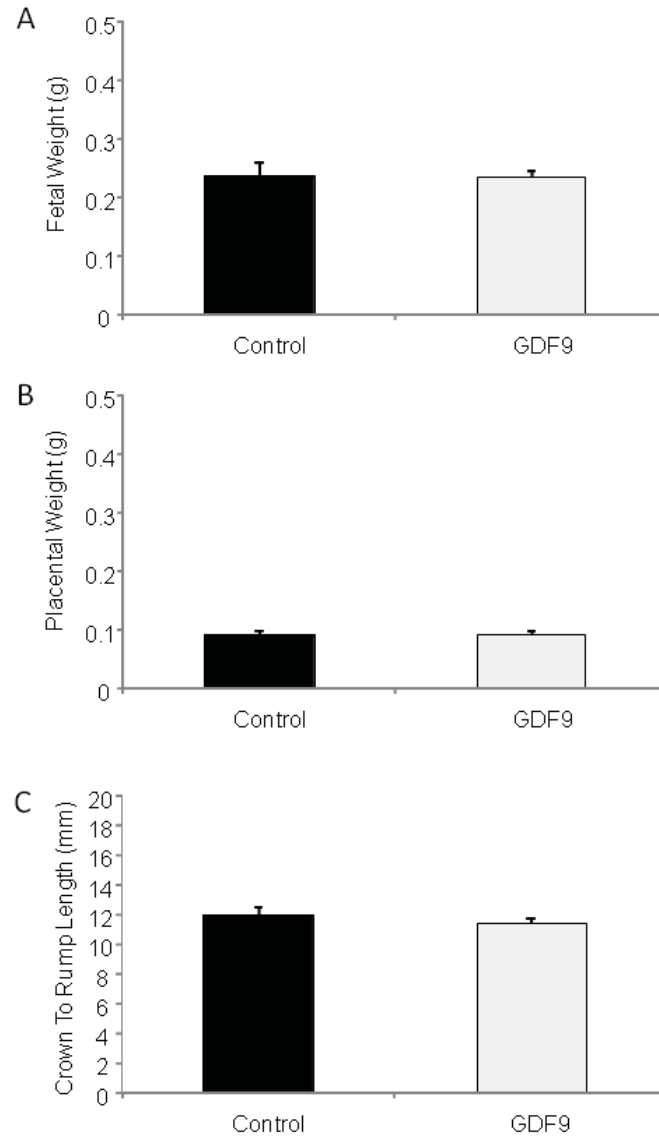 A
Fetal Weight (g)
0.5
0.4
0.3
0.2
0.1
0
Control GDF9
B
Placental Weight (g)
0.5
0.4
0.3
0.2
0.1
0
Control GDF9
C
Crown To Rump Length (mm)
20
18
16
14
12
10
8
6
4
2
0
Control GDF9